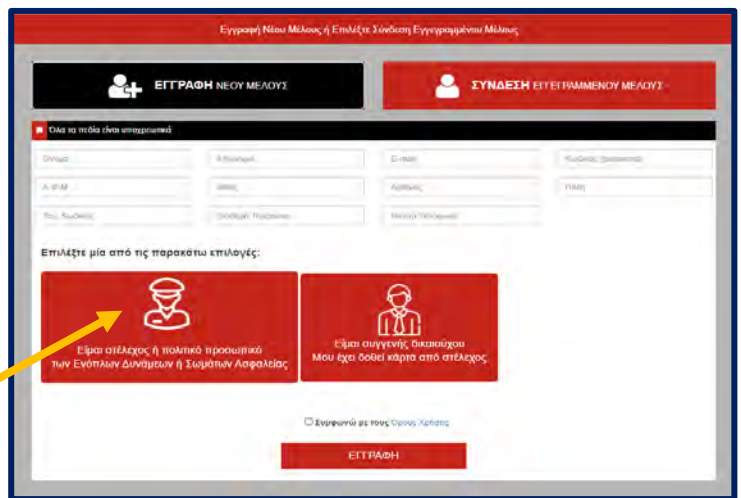 Εγγραφή Νέου Μέλους ή Επιλέξτε Σύνδεση Εγγεγραμμένου Μέλους
ΕΓΓΡΑΦΗ ΝΕΟΥ ΜΕΛΟΥΣ
ΣΥΝΔΕΣΗ ΕΓΓΕΓΡΑΜΜΕΝΟΥ ΜΕΛΟΥΣ
Όλα τα πεδία είναι υποχρεωτικά
Όνομα
Επώνυμο
E-mail
Α.Φ.Μ.
Οδός
Αριθμός
Πόλη
Ταχ. Κωδικός
Σταθερό Τηλέφωνο
Κινητό Τηλέφωνο
Επιλέξτε μία από τις παρακάτω επιλογές:
Είμαι στέλεχος ή πολιτικό προσωπικό
των Ενόπλων Δυνάμεων ή Σωμάτων Ασφαλείας
Είμαι συγγενής δικαιούχου
Μου έχει δοθεί κάρτα από στέλεχος
Συμφωνώ με τους Όρους Χρήσης
ΕΓΓΡΑΦΗ